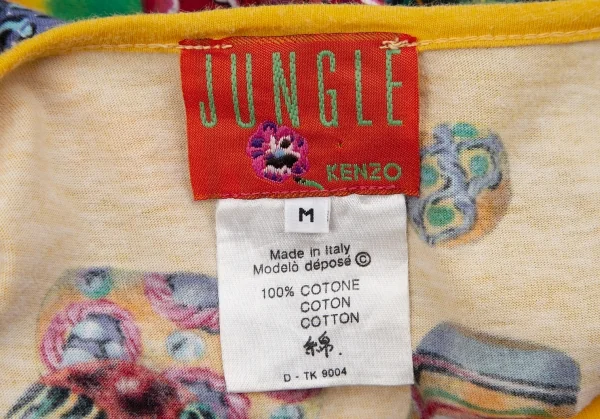 JUNGLE
KENZO
M
Made in Italy
Modelò déposé ©
100% COTONE
COTON
COTTON
綿.
D - TK 9004